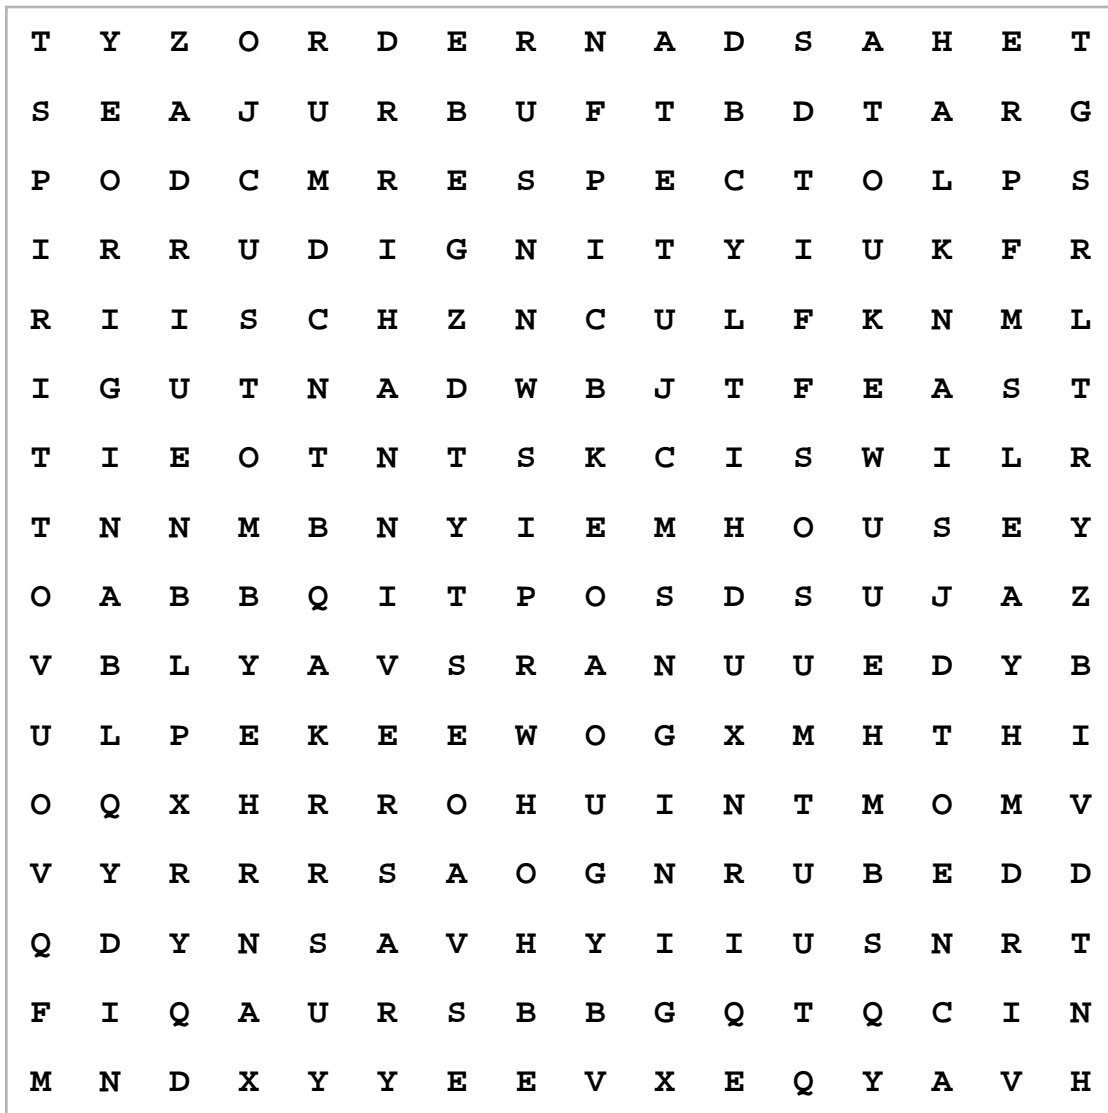 T Y Z O R D E R N A D S A H E T
S E A J U R B U F T B D T A R G
P O D C M R E S P E C T O L P S
I R R U D I G N I T Y I U K F R
R I I S C H Z N C U L F K N M L
I G U T N A D W B J T F E A S T
T I E O T N T S K C I S W I L R
T N N M B N Y I E M H O U S E Y
O A B B Q I T P O S D S U J A Z
V B L Y A V S R A N U U E D Y B
U L P E K E E W O G X M H T H I
O Q X H R R O H U I N T M O M V
V Y R R R S A O G N R U B E D D
Q D Y N S A V H Y I I U S N R T
F I Q A U R S B B G Q T Q C I N
M N D X Y Y E E V X E Q Y A V H